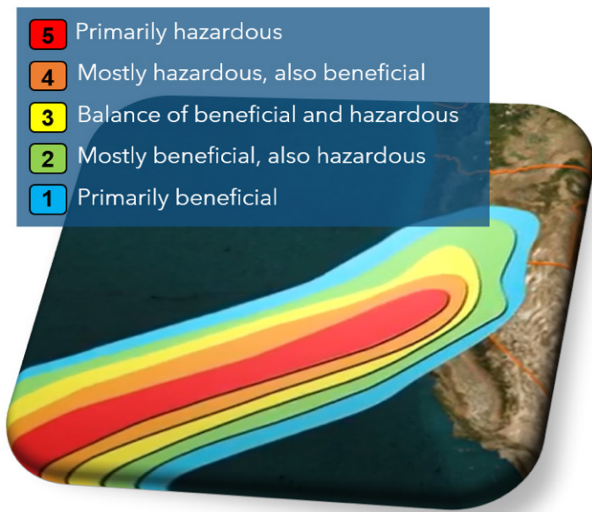 5 Primarily hazardous
4 Mostly hazardous, also beneficial
3 Balance of beneficial and hazardous
2 Mostly beneficial, also hazardous
1 Primarily beneficial